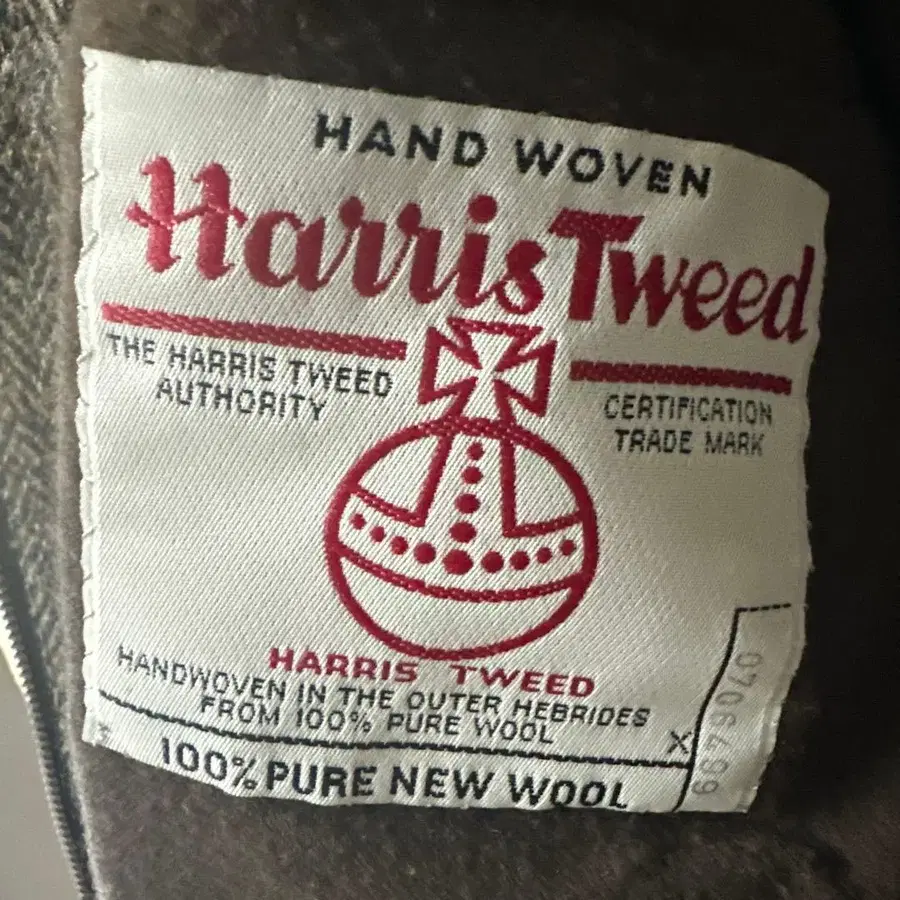 HAND WOVEN
Harris Tweed
THE HARRIS TWEED
AUTHORITY
CERTIFICATION
TRADE MARK
HARRIS TWEED
HANDWOVEN IN THE OUTER HEBRIDES
FROM 100% PURE WOOL
X
100% PURE NEW WOOL